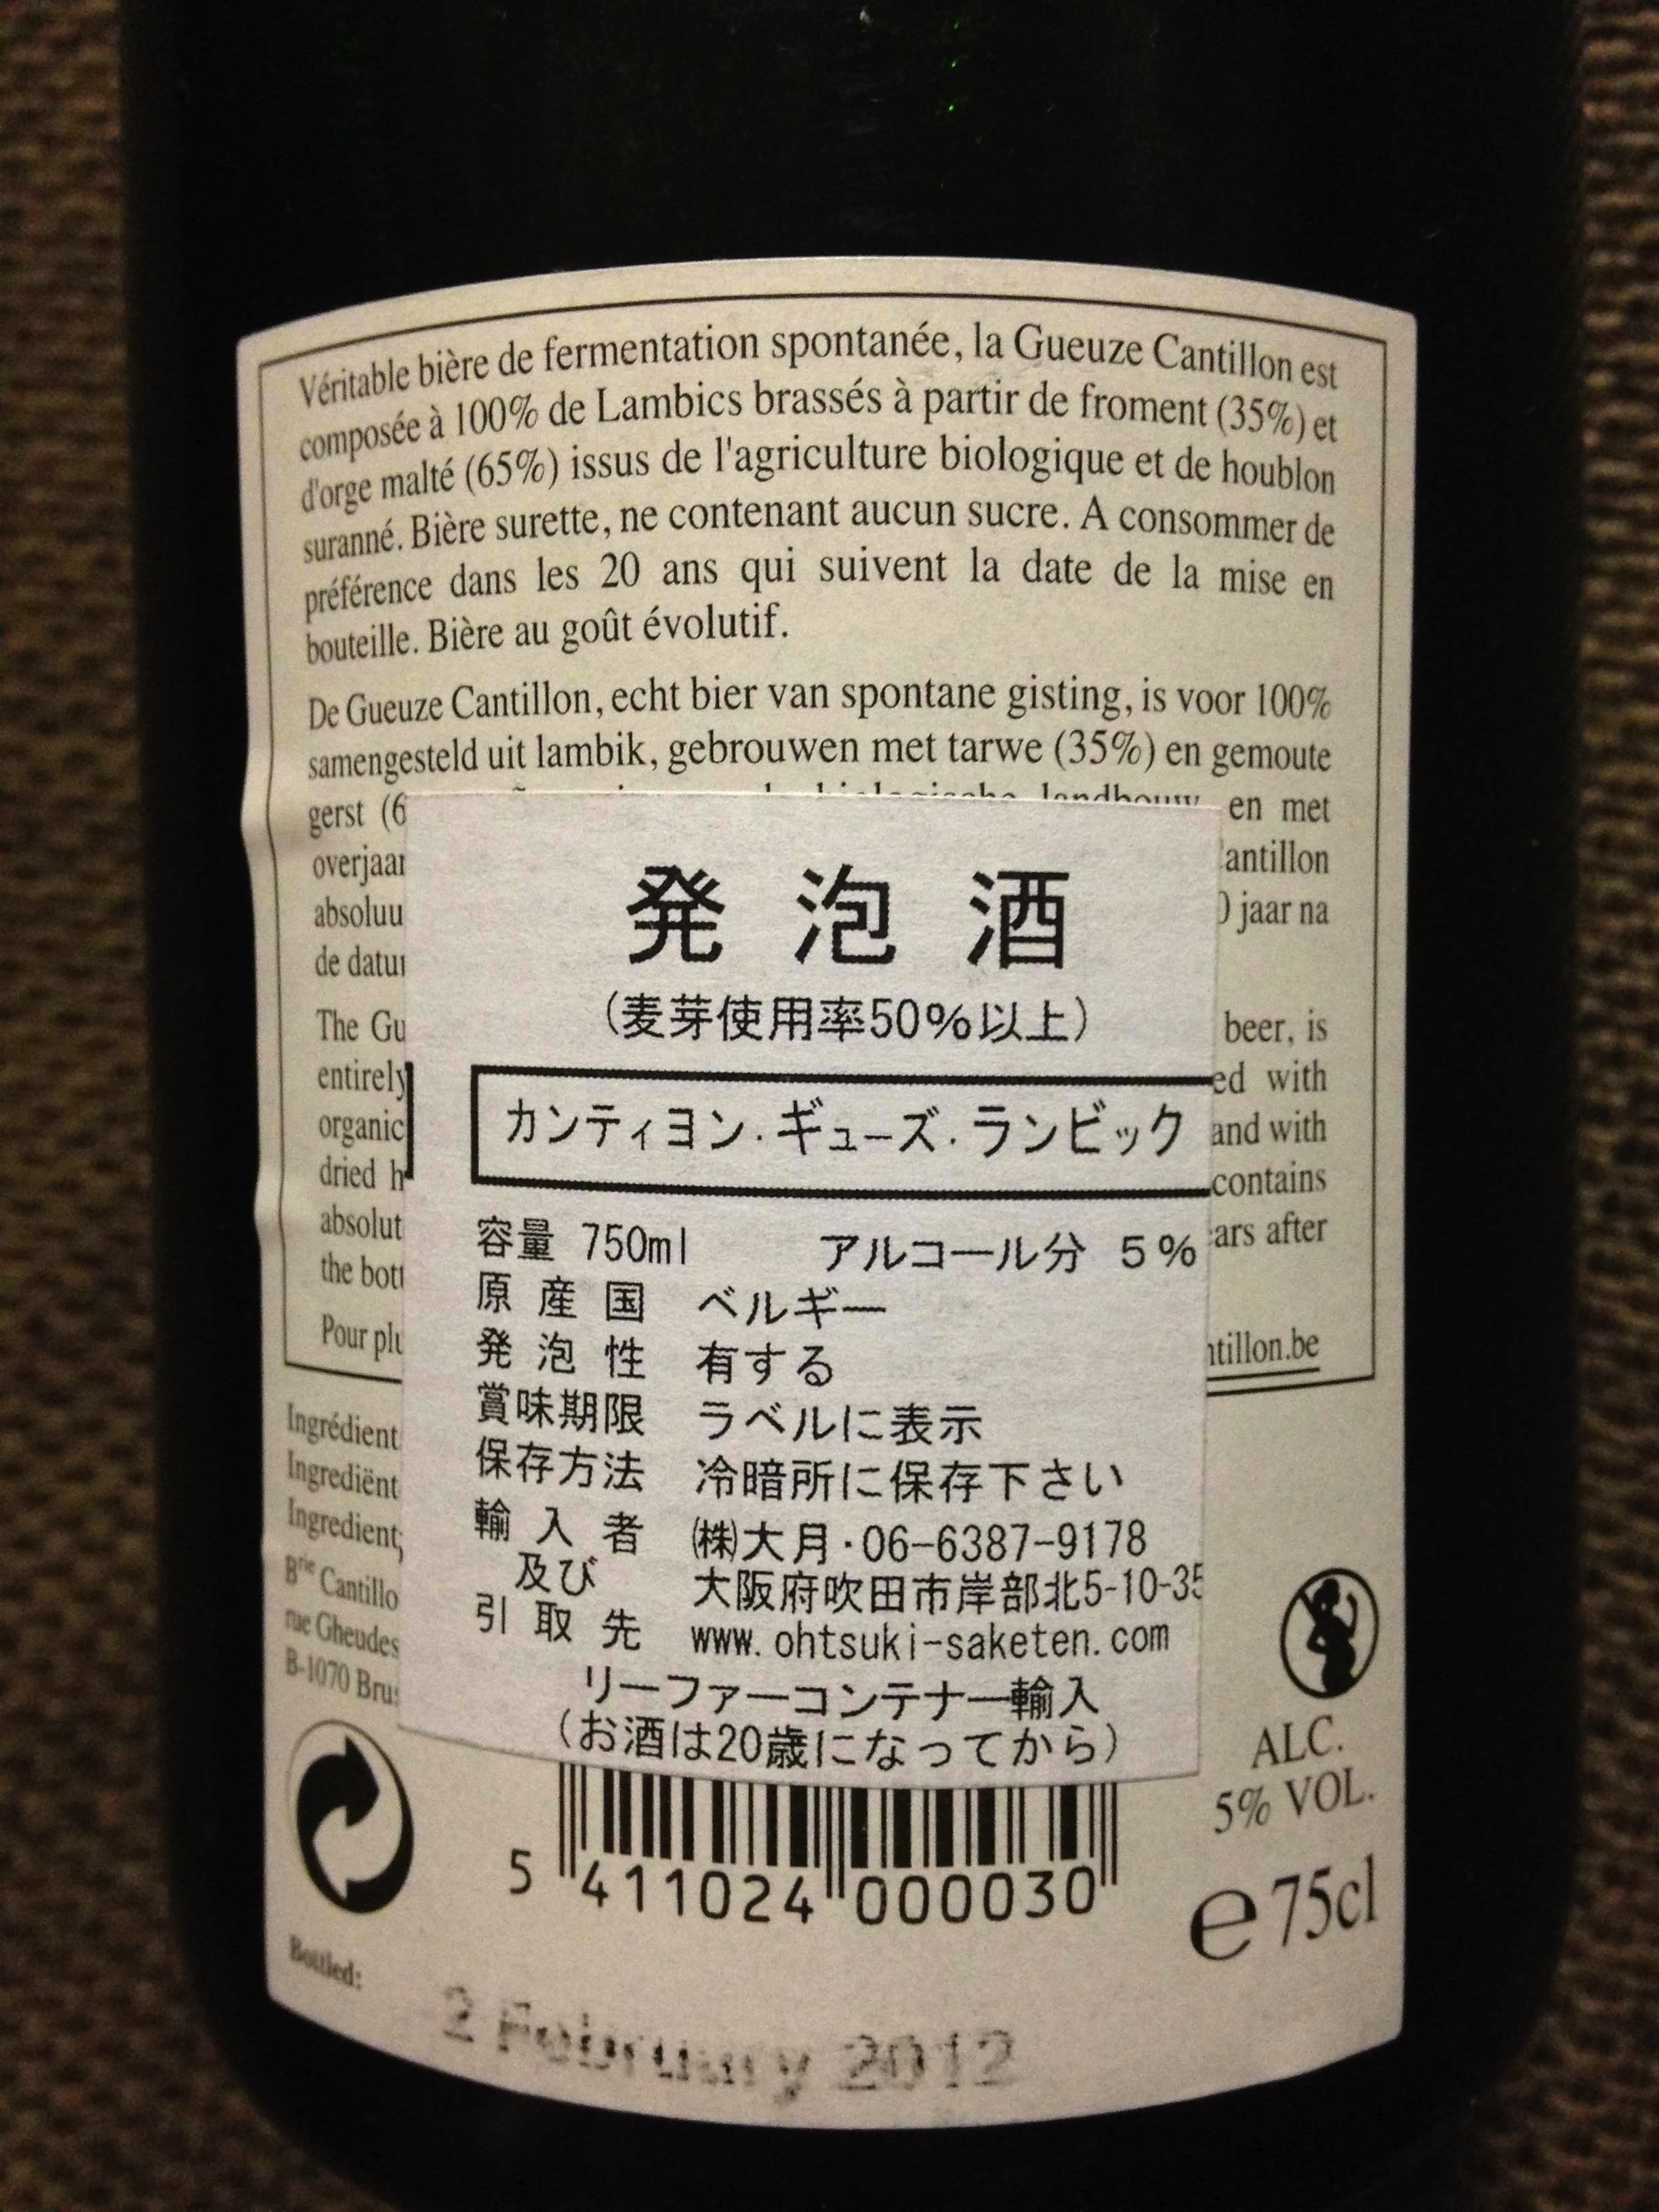 Véritable bière de fermentation spontanée, la Gueuze Cantillon est
composée à 100% de Lambics brassés à partir de froment (35%) et
d'orge malté (65%) issus de l'agriculture biologique et de houblon
suranné. Bière surette, ne contenant aucun sucre. A consommer de
préférence dans les 20 ans qui suivent la date de la mise en
bouteille. Bière au goût évolutif.
De Gueuze Cantillon, echt bier van spontane gisting, is voor 100%
samengesteld uit lambik, gebrouwen met tarwe (35%) en gemoute
gerst (6 biologische landbouw en met
overjaar antillon
absoluu 0 jaar na
de datu
The Gu beer, is
entirely ed with
organic and with
dried h contains
absolut ars after
the bott
Pour plu ntillon.be
発泡酒
(麦芽使用率50%以上)
カンティヨン・ギューズ・ランビック
容量 750ml アルコール分 5%
原産国 ベルギー
発泡性 有する
賞味期限 ラベルに表示
保存方法 冷暗所に保存下さい
輸入者 ㈱大月・06-6387-9178
及び 大阪府吹田市岸部北5-10-35
引取先 www.ohtsuki-saketen.com
リーファーコンテナー輸入
(お酒は20歳になってから)
Ingrédient
Ingrediënt
Ingredient
Brie Cantillo
rue Gheudes
B-1070 Brus
ALC.
5% VOL.
5 411024 000030
e 75cl
Bottled:
2 February 2012